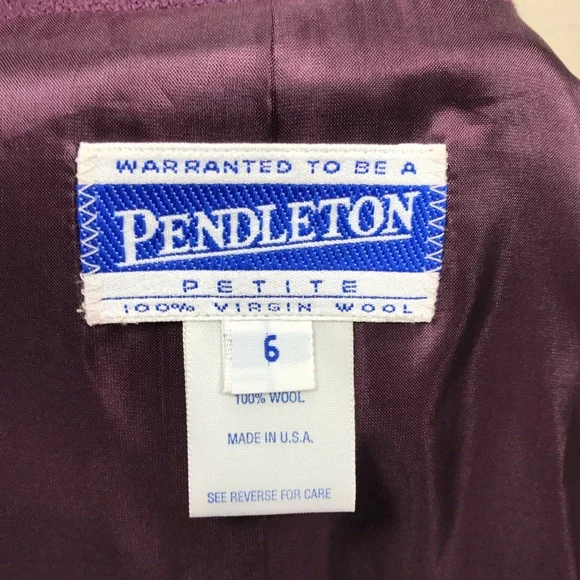 WARRANTED TO BE A
PENDLETON
PETITE
100% VIRGIN WOOL
6
100% WOOL
MADE IN U.S.A.
SEE REVERSE FOR CARE